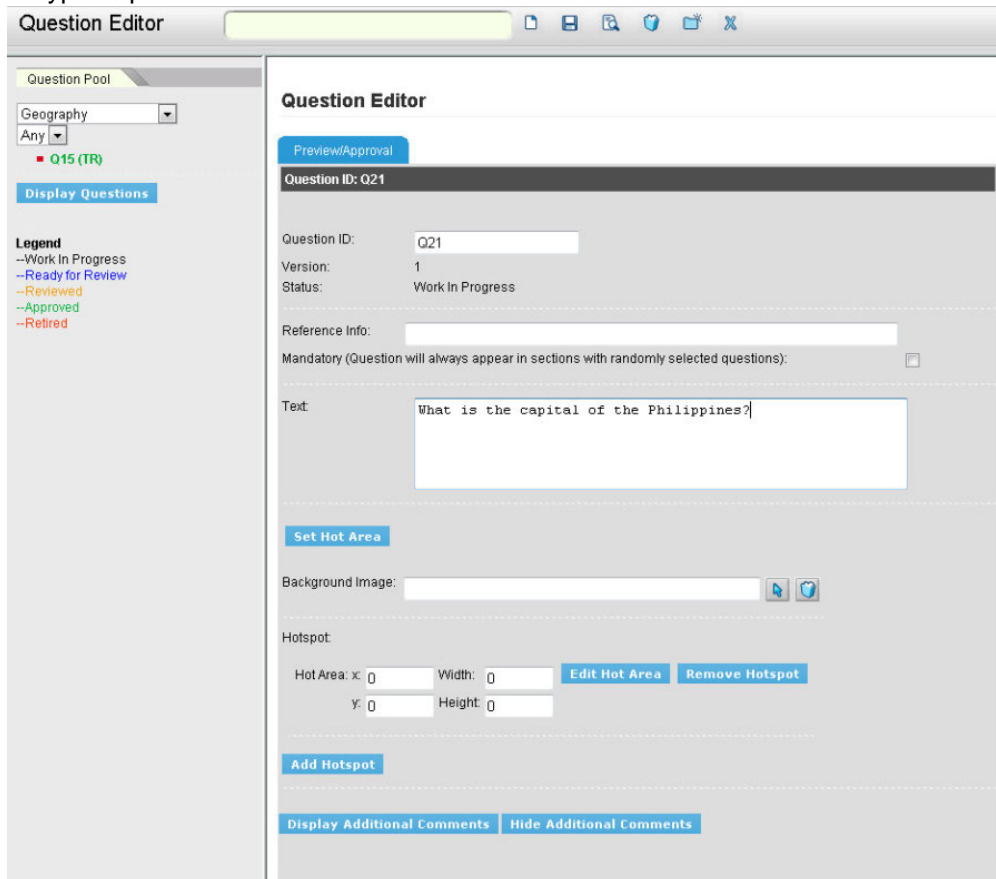 Question Editor
Question Pool
Geography
Any
Q15 (TR)
Display Questions
Legend
--Work In Progress
--Ready for Review
--Reviewed
--Approved
--Retired
Question Editor
Preview/Approval
Question ID: Q21
Question ID: Q21
Version: 1
Status: Work In Progress
Reference Info:
Mandatory (Question will always appear in sections with randomly selected questions):
Text: What is the capital of the Philippines?
Set Hot Area
Background Image:
Hotspot:
Hot Area: x: 0 Width: 0 Edit Hot Area Remove Hotspot
y: 0 Height: 0
Add Hotspot
Display Additional Comments Hide Additional Comments